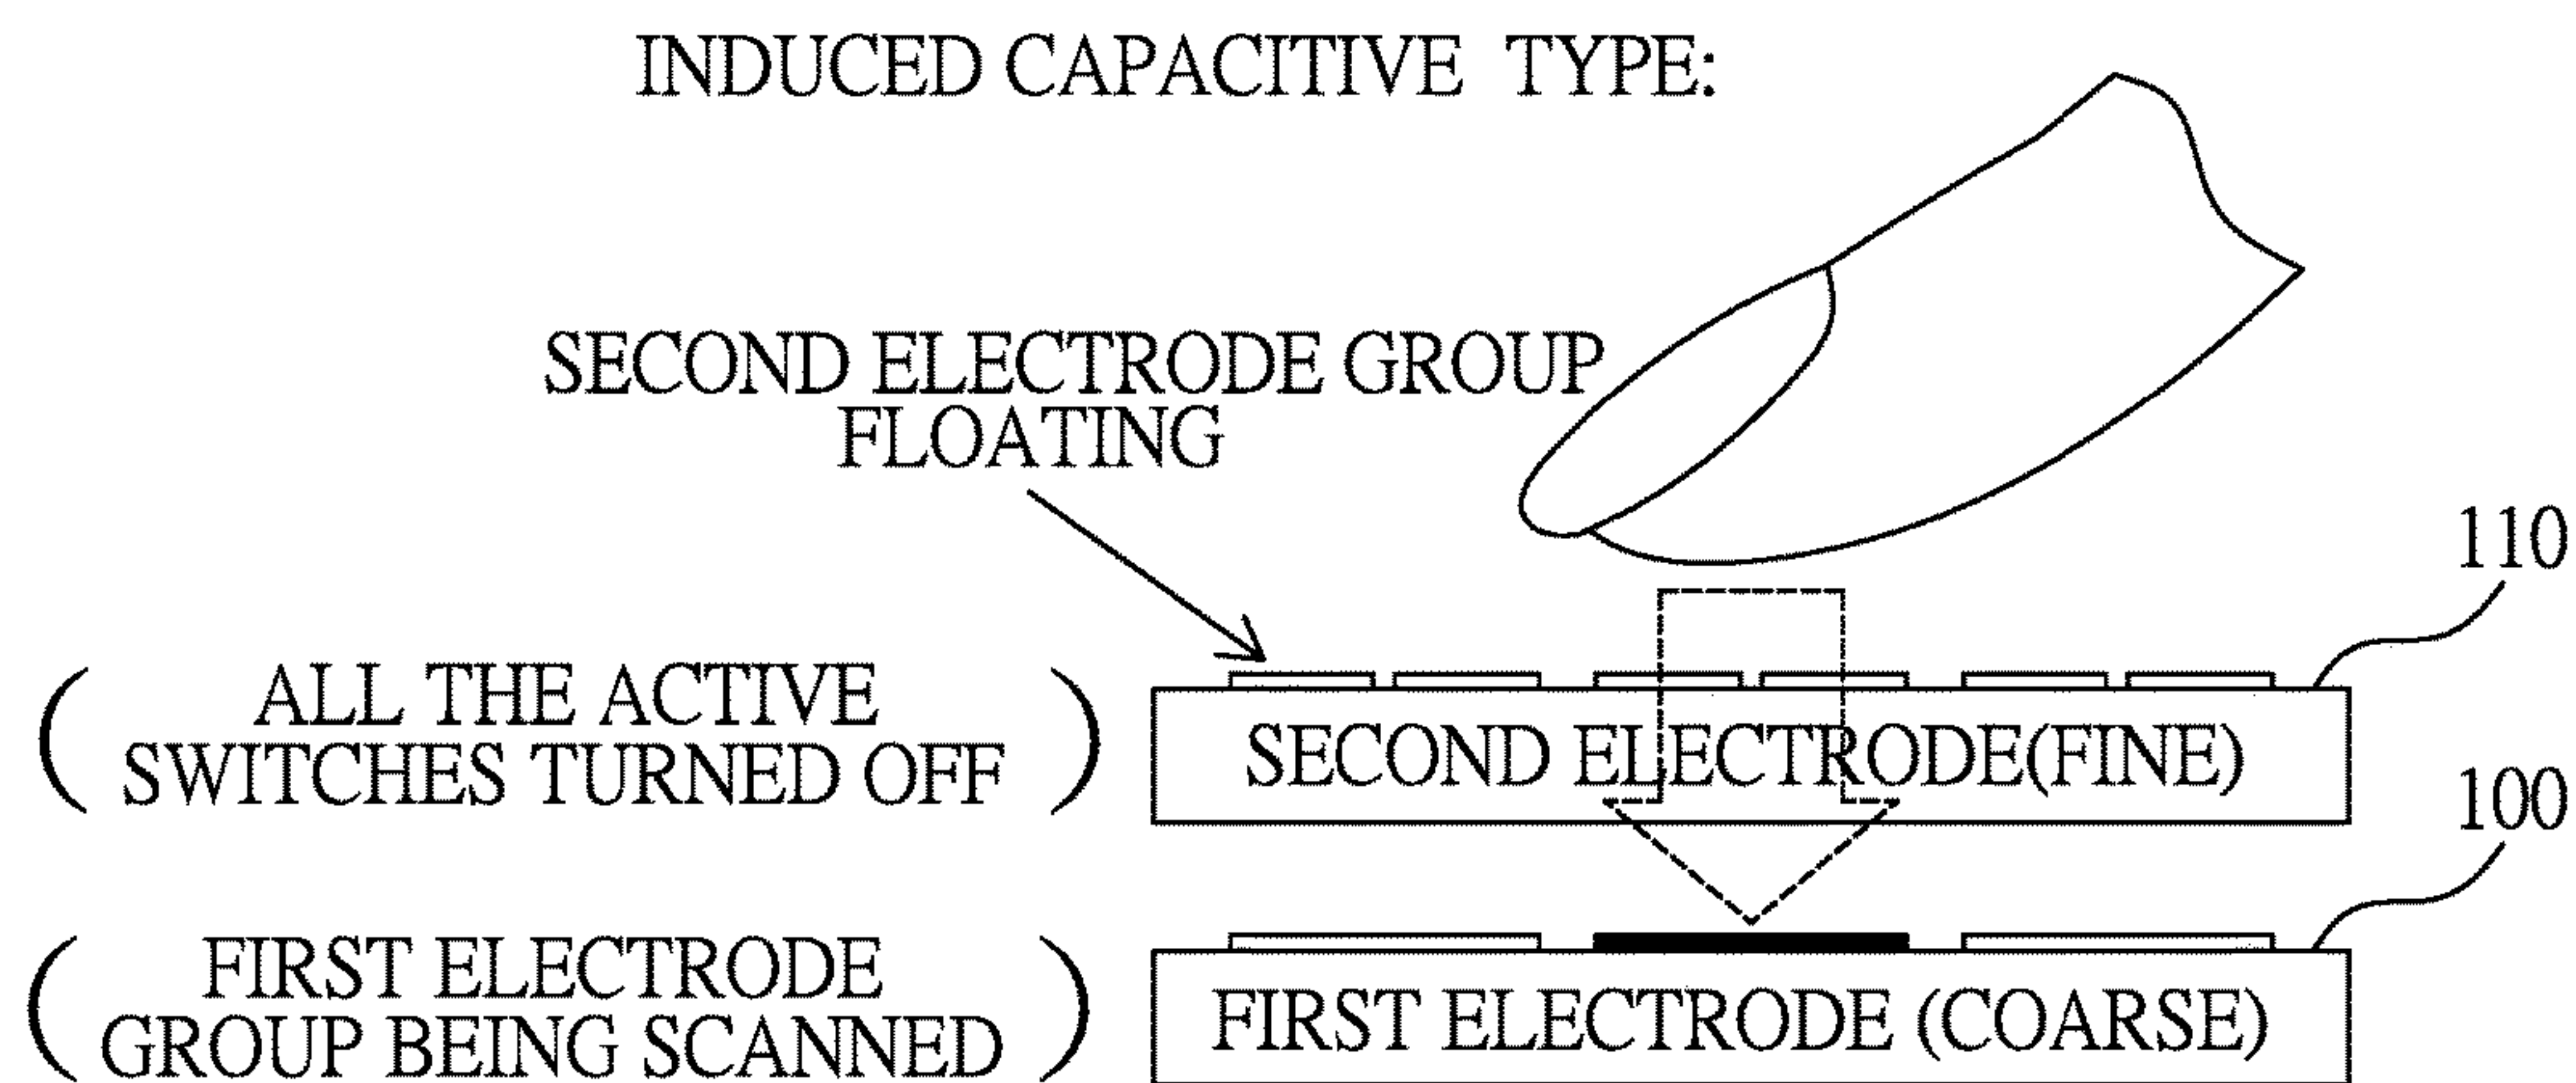 INDUCED CAPACITIVE TYPE:
SECOND ELECTRODE GROUP
FLOATING
110
( ALL THE ACTIVE
SWITCHES TURNED OFF )
SECOND ELECTRODE(FINE)
100
( FIRST ELECTRODE
GROUP BEING SCANNED )
FIRST ELECTRODE (COARSE)